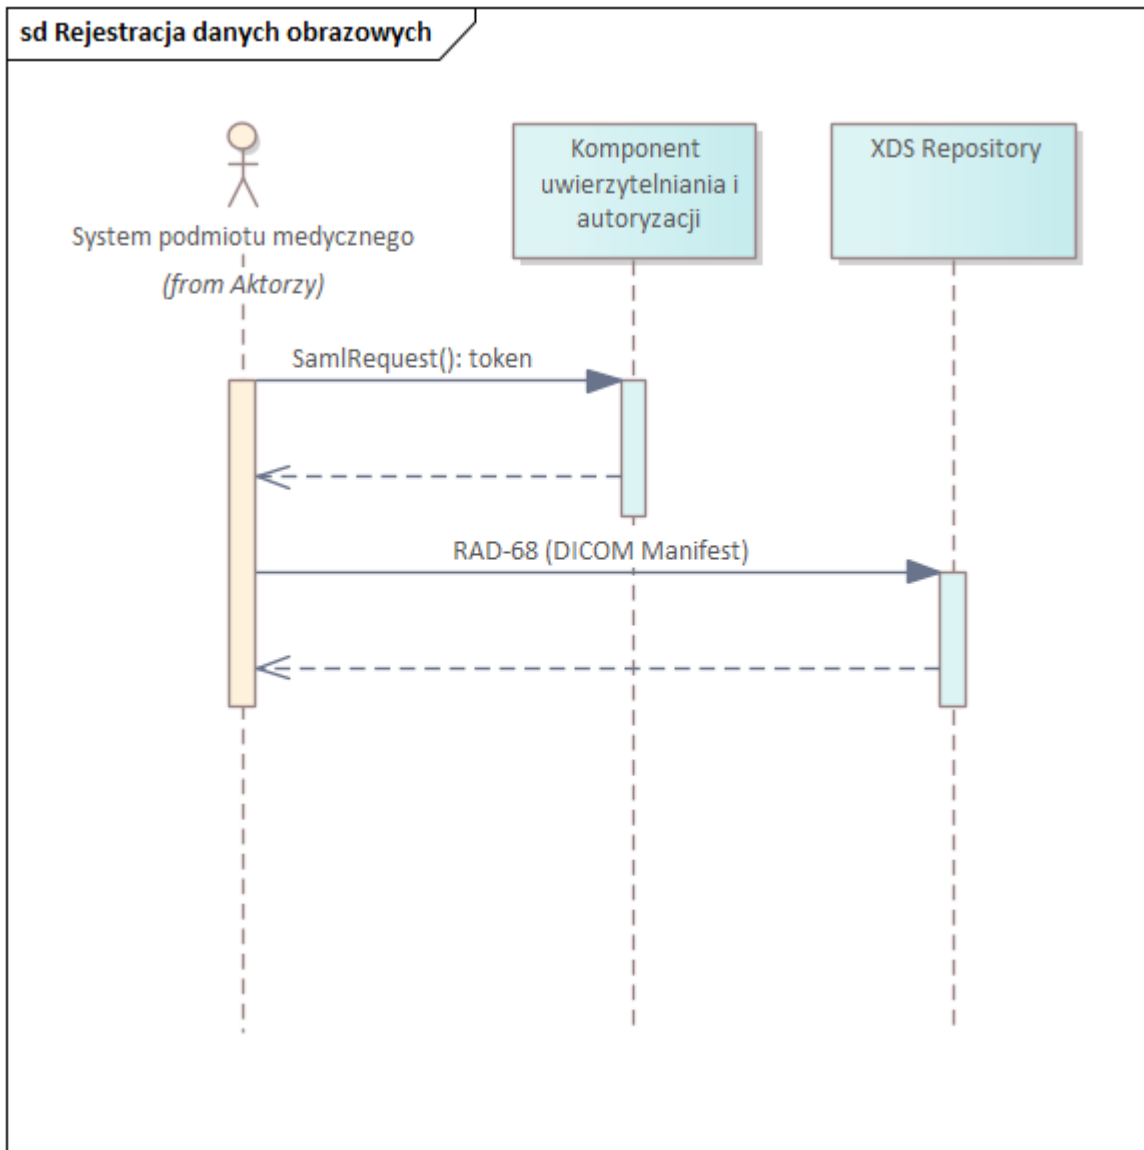 sd Rejestracja danych obrazowych
System podmiotu medycznego
(from Aktorzy)
Komponent
uwierzytelniania i
autoryzacji
XDS Repository
SamlRequest(): token
RAD-68 (DICOM Manifest)